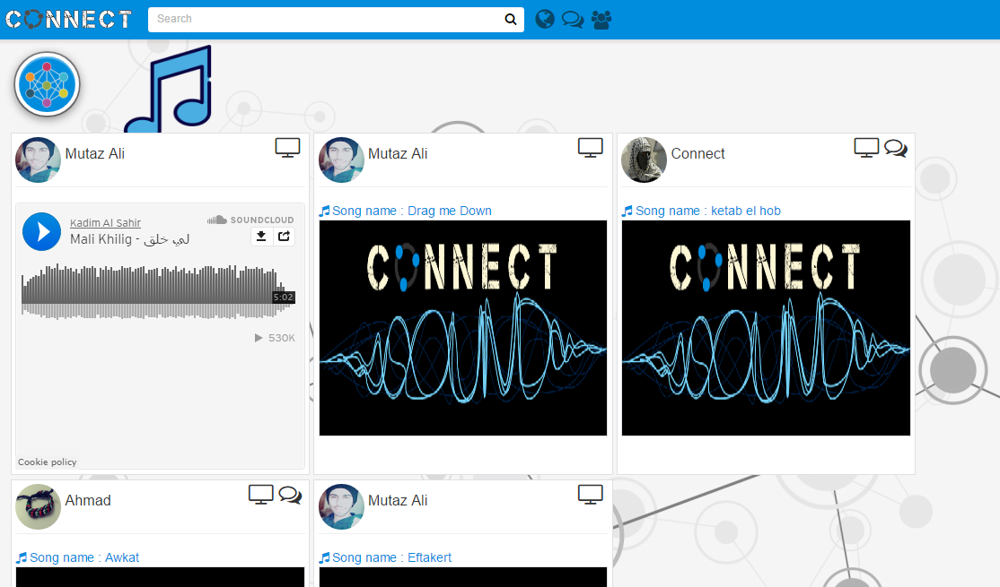 CONNECT
Search
Mutaz Ali
Kadim Al Sahir
SOUNDCLOUD
Mali Khilig - لي خلق
5:02
530K
Cookie policy
Mutaz Ali
Song name : Drag me Down
CONNECT
SOUND
Connect
Song name : ketab el hob
CONNECT
SOUND
Ahmad
Song name : Awkat
Mutaz Ali
Song name : Eftakert